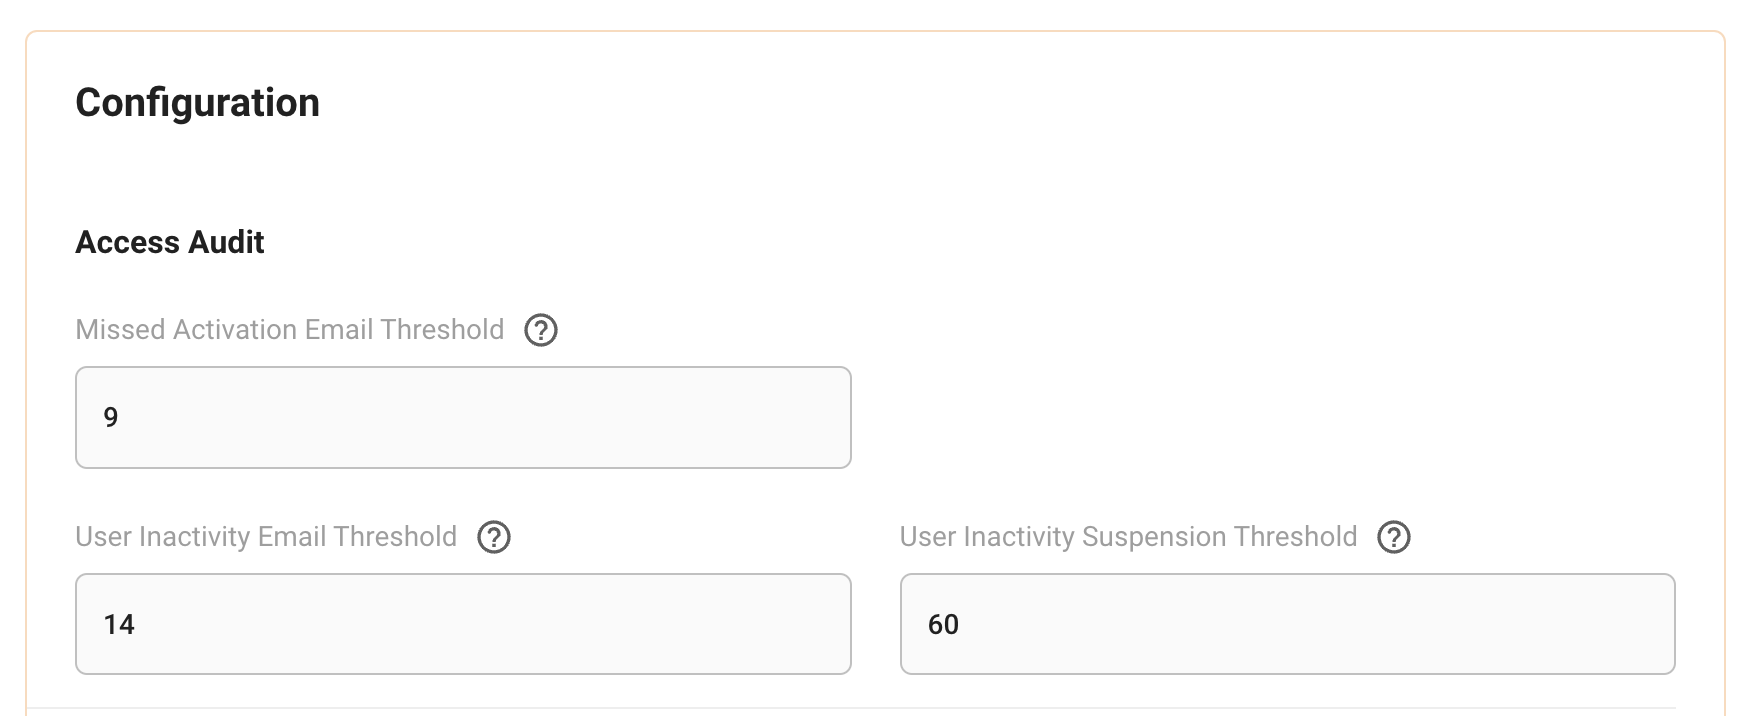 Configuration
Access Audit
Missed Activation Email Threshold
9
User Inactivity Email Threshold
14
User Inactivity Suspension Threshold
60